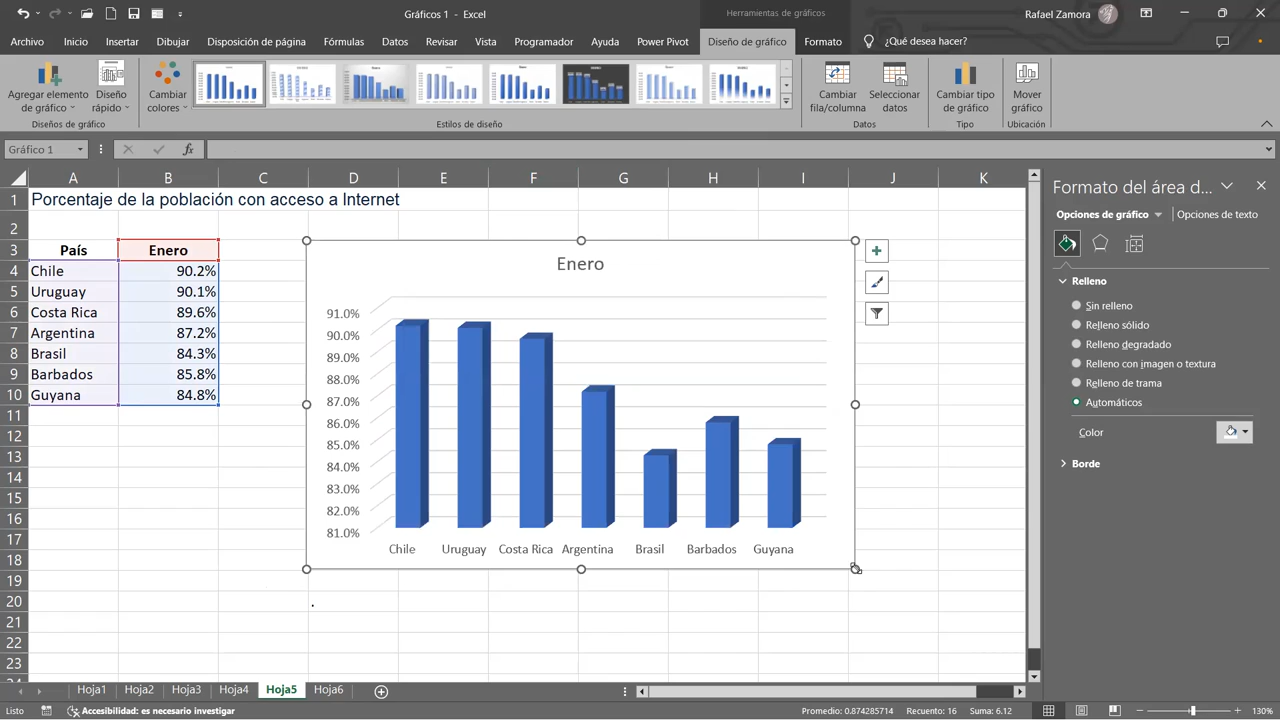 Gráficos 1 - Excel
Herramientas de gráficos
Rafael Zamora
Archivo
Inicio
Insertar
Dibujar
Disposición de página
Fórmulas
Datos
Revisar
Vista
Programador
Ayuda
Power Pivot
Diseño de gráfico
Formato
¿Qué desea hacer?
Agregar elemento
de gráfico
Diseño
rápido
Cambiar
colores
Cambiar
fila/columna
Seleccionar
datos
Cambiar tipo
de gráfico
Mover
gráfico
Diseños de gráfico
Estilos de diseño
Datos
Tipo
Ubicación
Gráfico 1
fx
A B C D E F G H I J K
1 Porcentaje de la población con acceso a Internet
2
3 País Enero
4 Chile 90.2%
5 Uruguay 90.1%
6 Costa Rica 89.6%
7 Argentina 87.2%
8 Brasil 84.3%
9 Barbados 85.8%
10 Guyana 84.8%
11
12
13
14
15
16
17
18
19
20 .
21
22
23
Enero
91.0%
90.0%
89.0%
88.0%
87.0%
86.0%
85.0%
84.0%
83.0%
82.0%
81.0%
Chile Uruguay Costa Rica Argentina Brasil Barbados Guyana
Formato del área d...
Opciones de gráfico
Opciones de texto
Relleno
Sin relleno
Relleno sólido
Relleno degradado
Relleno con imagen o textura
Relleno de trama
Automáticos
Color
Borde
Hoja1 Hoja2 Hoja3 Hoja4 Hoja5 Hoja6
Listo
Accesibilidad: es necesario investigar
Promedio: 0.874285714 Recuento: 16 Suma: 6.12
130%